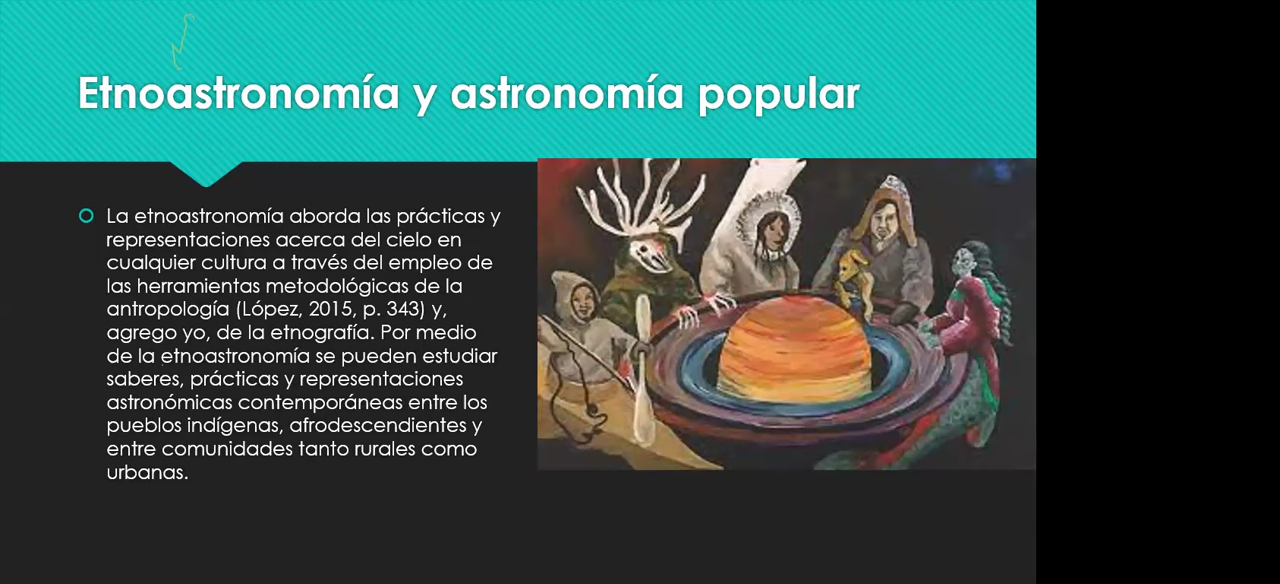 Etnoastronomía y astronomía popular
La etnoastronomía aborda las prácticas y
representaciones acerca del cielo en
cualquier cultura a través del empleo de
las herramientas metodológicas de la
antropología (López, 2015, p. 343) y,
agrego yo, de la etnografía. Por medio
de la etnoastronomía se pueden estudiar
saberes, prácticas y representaciones
astronómicas contemporáneas entre los
pueblos indígenas, afrodescendientes y
entre comunidades tanto rurales como
urbanas.